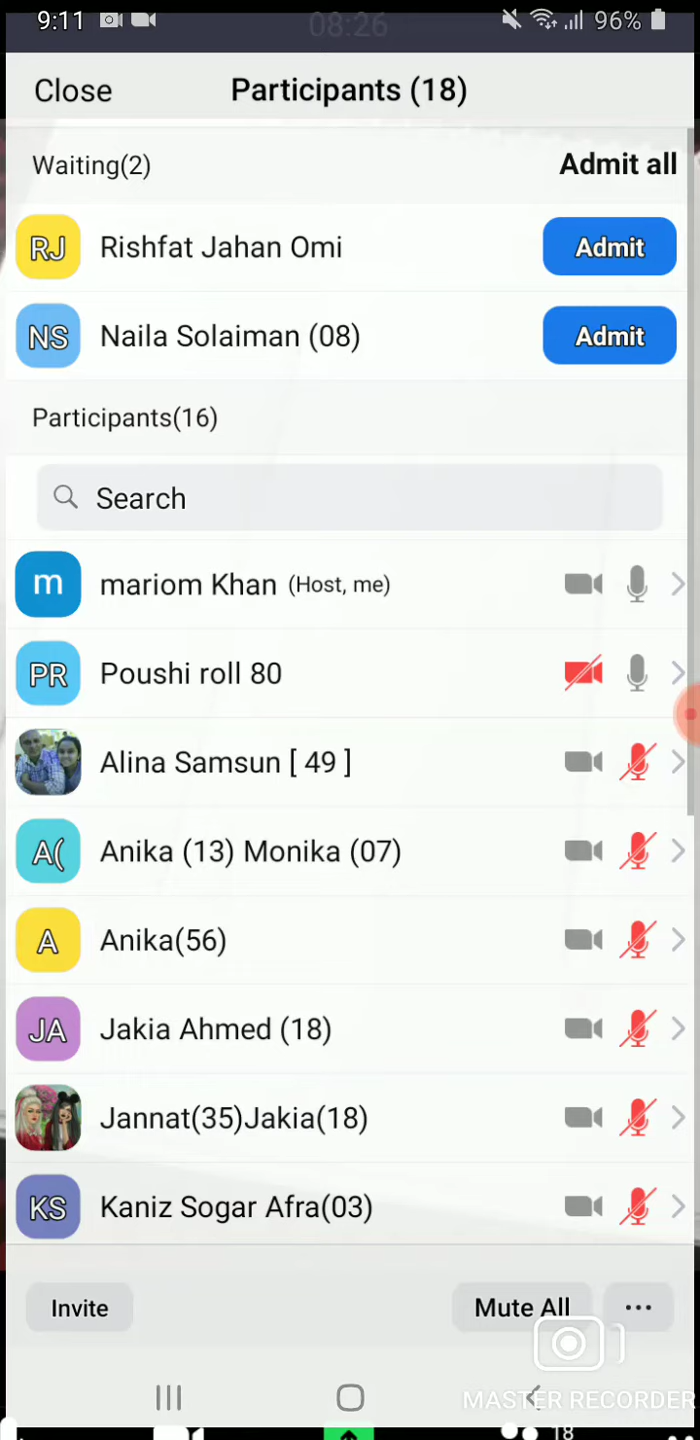 9:11 08:26 96%
Close Participants (18)
Waiting(2) Admit all
RJ Rishfat Jahan Omi Admit
NS Naila Solaiman (08) Admit
Participants(16)
Search
m mariom Khan (Host, me)
PR Poushi roll 80
Alina Samsun [ 49 ]
A( Anika (13) Monika (07)
A Anika(56)
JA Jakia Ahmed (18)
Jannat(35)Jakia(18)
KS Kaniz Sogar Afra(03)
Invite Mute All ...
MASTER RECORDER
18